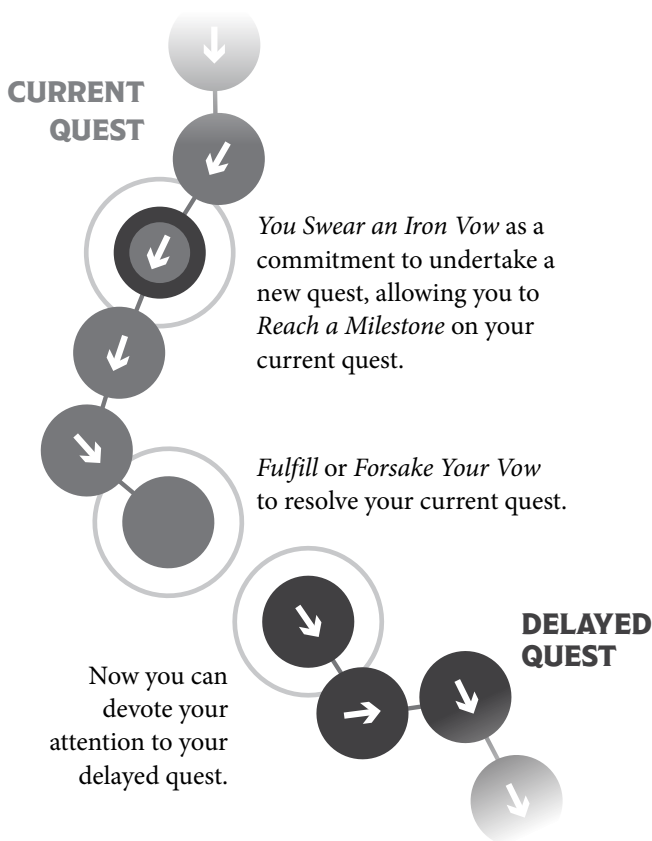 CURRENT
QUEST
You Swear an Iron Vow as a
commitment to undertake a
new quest, allowing you to
Reach a Milestone on your
current quest.
Fulfill or Forsake Your Vow
to resolve your current quest.
DELAYED
QUEST
Now you can
devote your
attention to your
delayed quest.